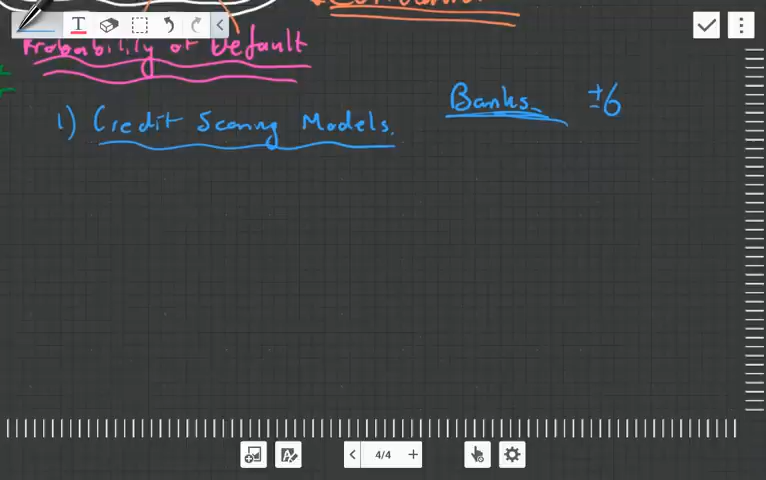 Probability of Default
Banks ±6
1) Credit Scoring Models.
T
4/4